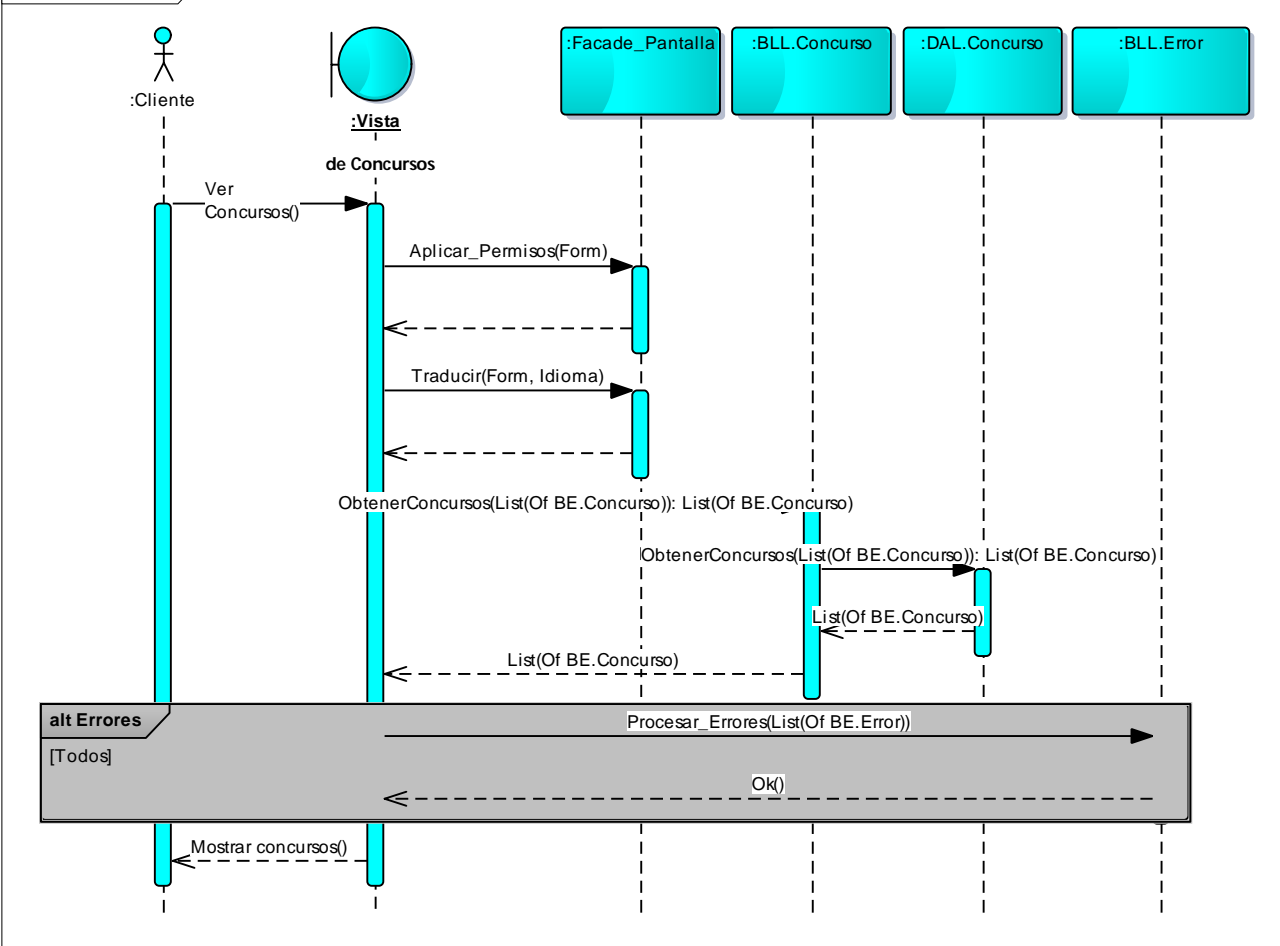 :Cliente
:Vista
de Concursos
:Facade_Pantalla
:BLL.Concurso
:DAL.Concurso
:BLL.Error
Ver
Concursos()
Aplicar_Permisos(Form)
Traducir(Form, Idioma)
ObtenerConcursos(List(Of BE.Concurso)): List(Of BE.Concurso)
ObtenerConcursos(List(Of BE.Concurso)): List(Of BE.Concurso)
List(Of BE.Concurso)
List(Of BE.Concurso)
alt Errores
[Todos]
Procesar_Errores(List(Of BE.Error))
Ok()
Mostrar concursos()